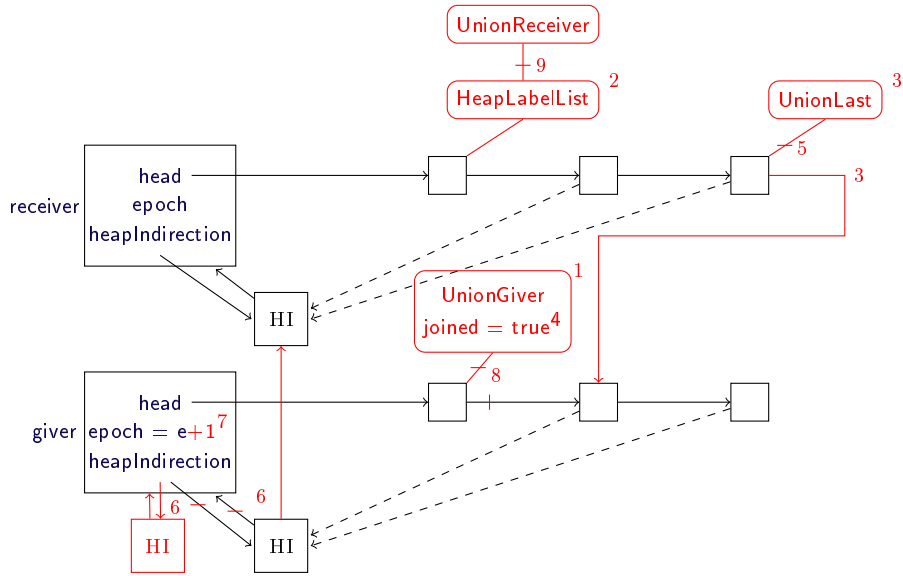 UnionReceiver
9
HeapLabelList
2
UnionLast
3
5
receiver
head
epoch
heapIndirection
3
HI
UnionGiver
joined = true4
1
8
giver
head
epoch = e+17
heapIndirection
6
6
HI
HI